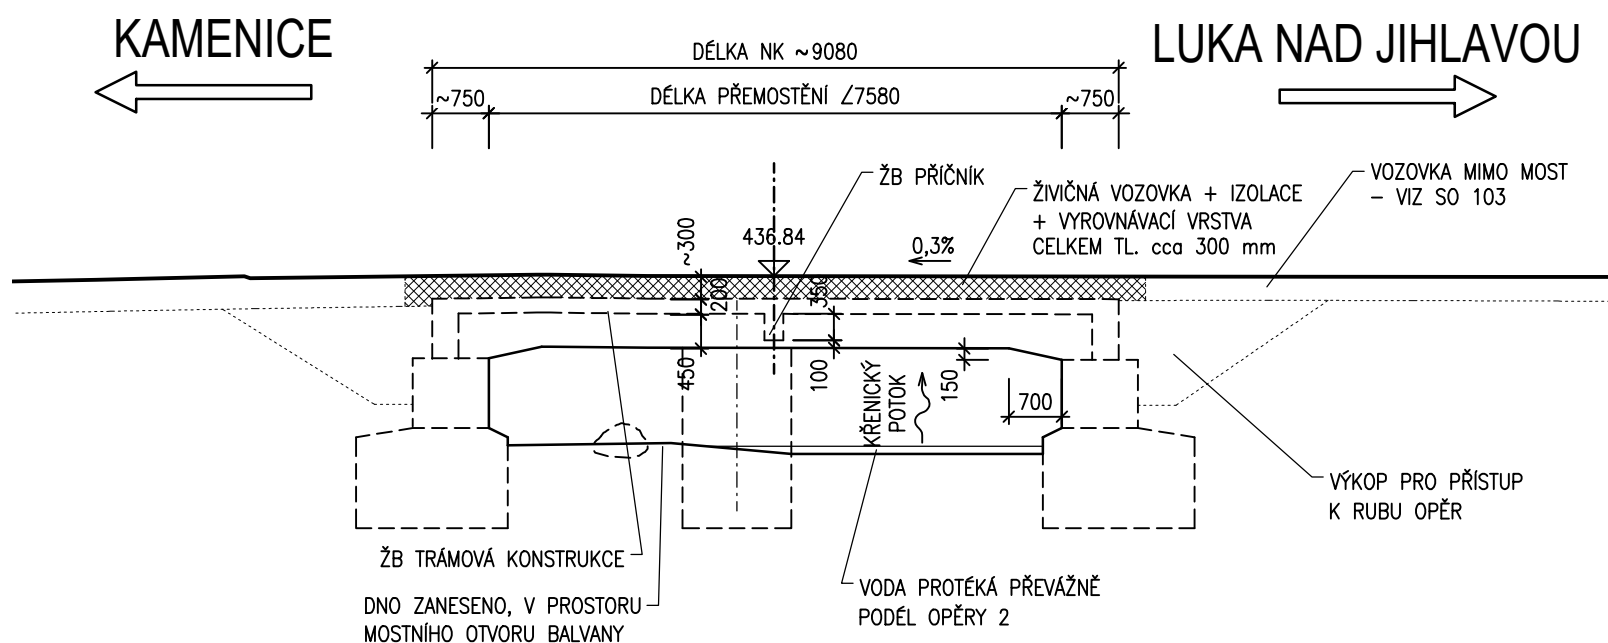 KAMENICE
LUKA NAD JIHLAVOU
DÉLKA NK ~9080
~750
DÉLKA PŘEMOSTĚNÍ ∠7580
~750
ŽB PŘÍČNÍK
ŽIVIČNÁ VOZOVKA + IZOLACE
+ VYROVNÁVACÍ VRSTVA
CELKEM TL. cca 300 mm
VOZOVKA MIMO MOST
– VIZ SO 103
~300
436.84
0,3%
200
350
450
100
KŘENICKÝ
POTOK
150
700
VÝKOP PRO PŘÍSTUP
K RUBU OPĚR
ŽB TRÁMOVÁ KONSTRUKCE
DNO ZANESENO, V PROSTORU
MOSTNÍHO OTVORU BALVANY
VODA PROTÉKÁ PŘEVÁŽNĚ
PODÉL OPĚRY 2